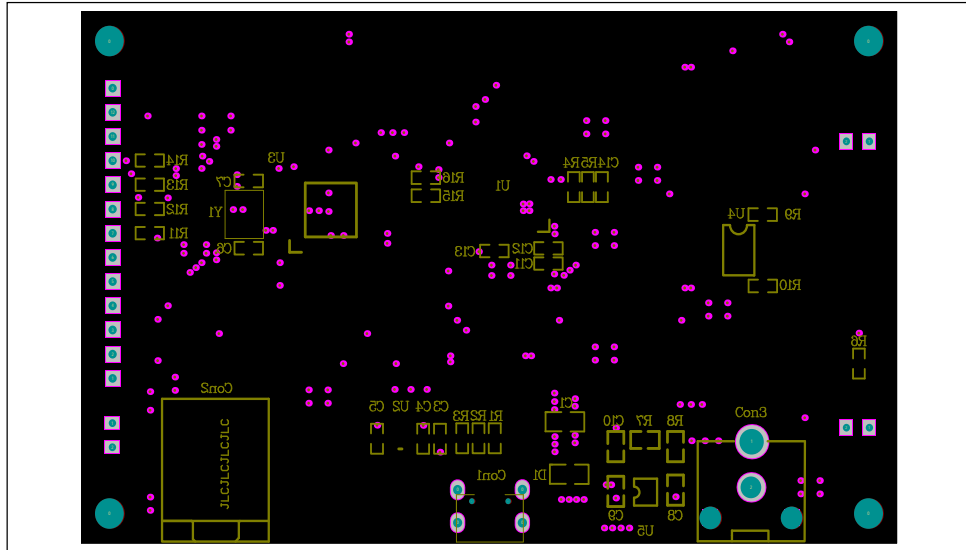 R14
R13
R12
R11
C7
Y1
C6
U3
R16
R15
U1
C14 R5 R4
C13
C12
C11
U4
R9
R10
R6
Con2
JLCJLCJLCJLC
C5
U2
C4
C3
R3
R2
R1
Con1
C1
D1
C10
R7
R8
C9
U5
C8
Con3